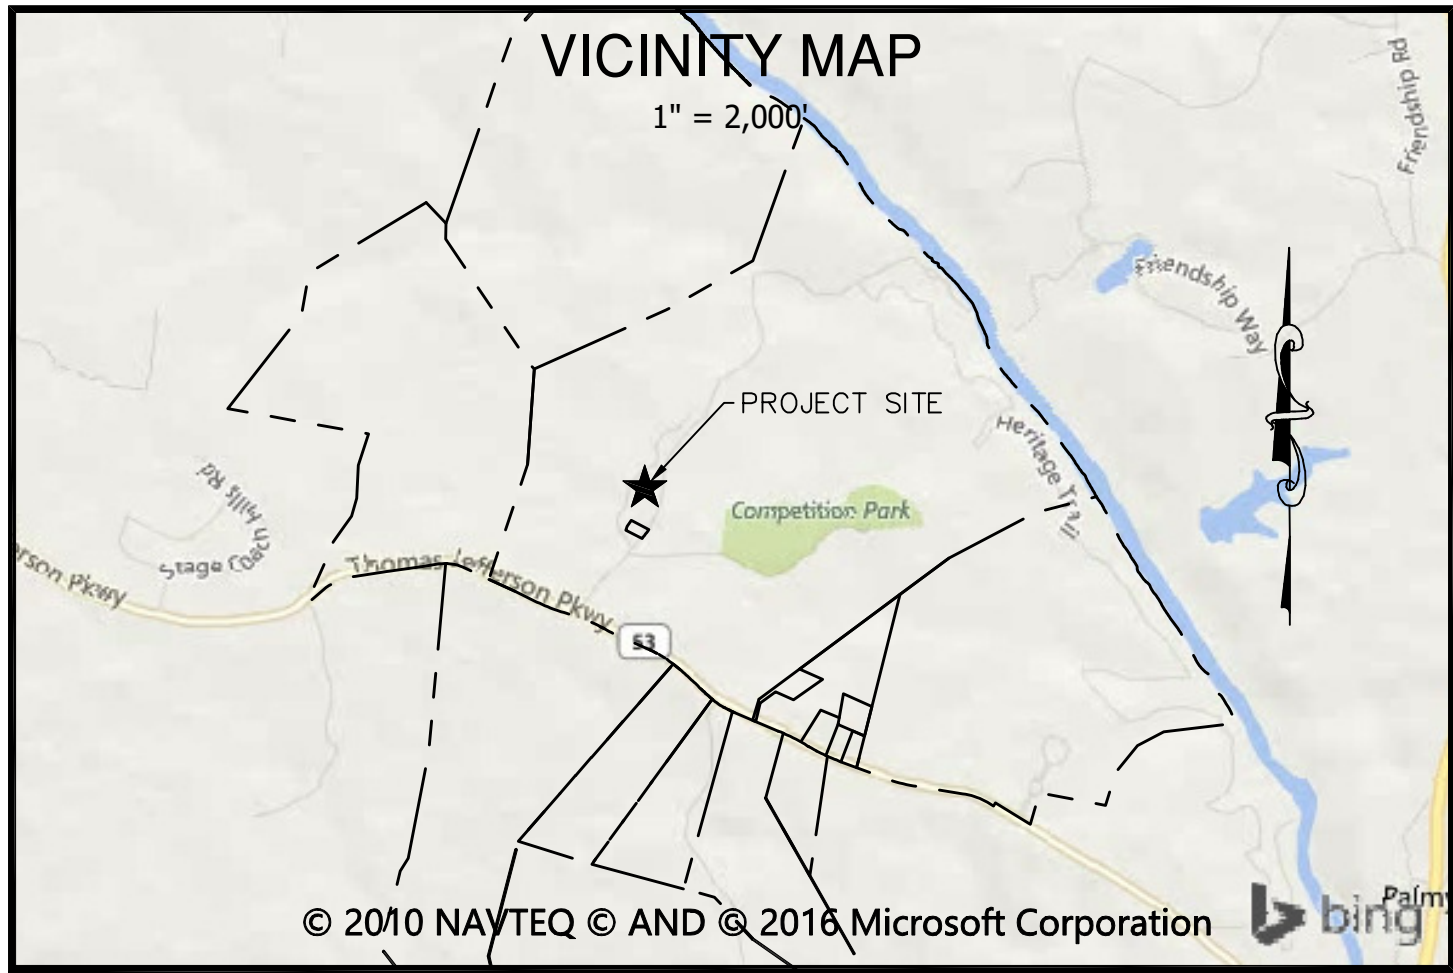 VICINITY MAP
1" = 2,000'
Friendship Rd
Friendship Way
PROJECT SITE
Heritage Trail
Competition Park
Stage Coach Hills Rd
erson Pkwy
Thomas Jefferson Pkwy
53
Palmy
bing
© 2010 NAVTEQ © AND © 2016 Microsoft Corporation